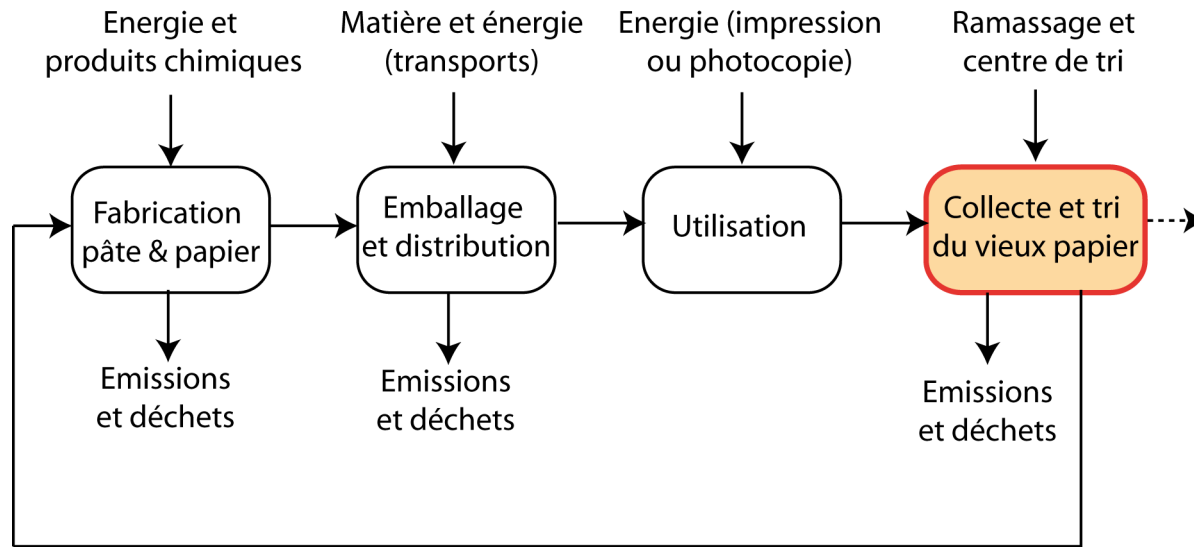 Energie et
produits chimiques
Matière et énergie
(transports)
Energie (impression
ou photocopie)
Ramassage et
centre de tri
Fabrication
pâte & papier
Emballage
et distribution
Utilisation
Collecte et tri
du vieux papier
Emissions
et déchets
Emissions
et déchets
Emissions
et déchets